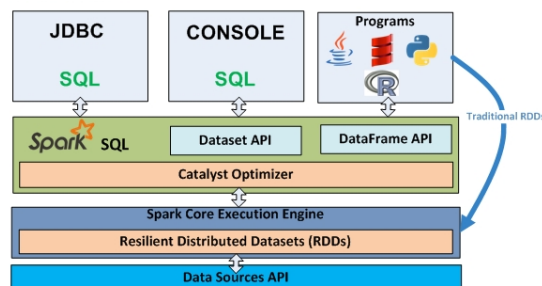 JDBC
SQL
CONSOLE
SQL
Programs
R
Traditional RDDs
Spark SQL
Dataset API
DataFrame API
Catalyst Optimizer
Spark Core Execution Engine
Resilient Distributed Datasets (RDDs)
Data Sources API